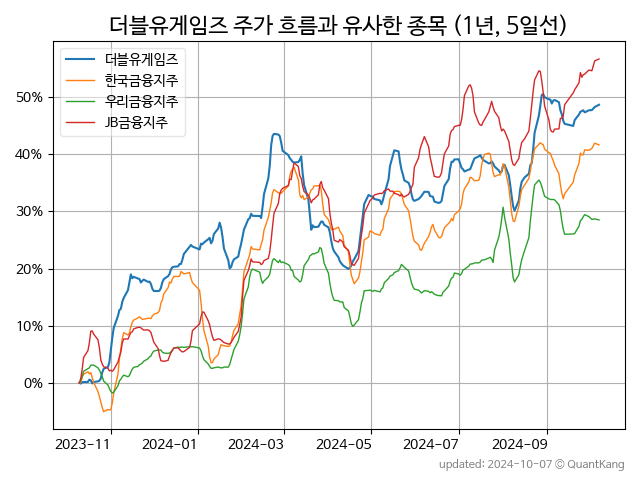 더블유게임즈 주가 흐름과 유사한 종목 (1년, 5일선)
더블유게임즈
한국금융지주
우리금융지주
JB금융지주
50%
40%
30%
20%
10%
0%
2023-11 2024-01 2024-03 2024-05 2024-07 2024-09
updated: 2024-10-07 © QuantKang